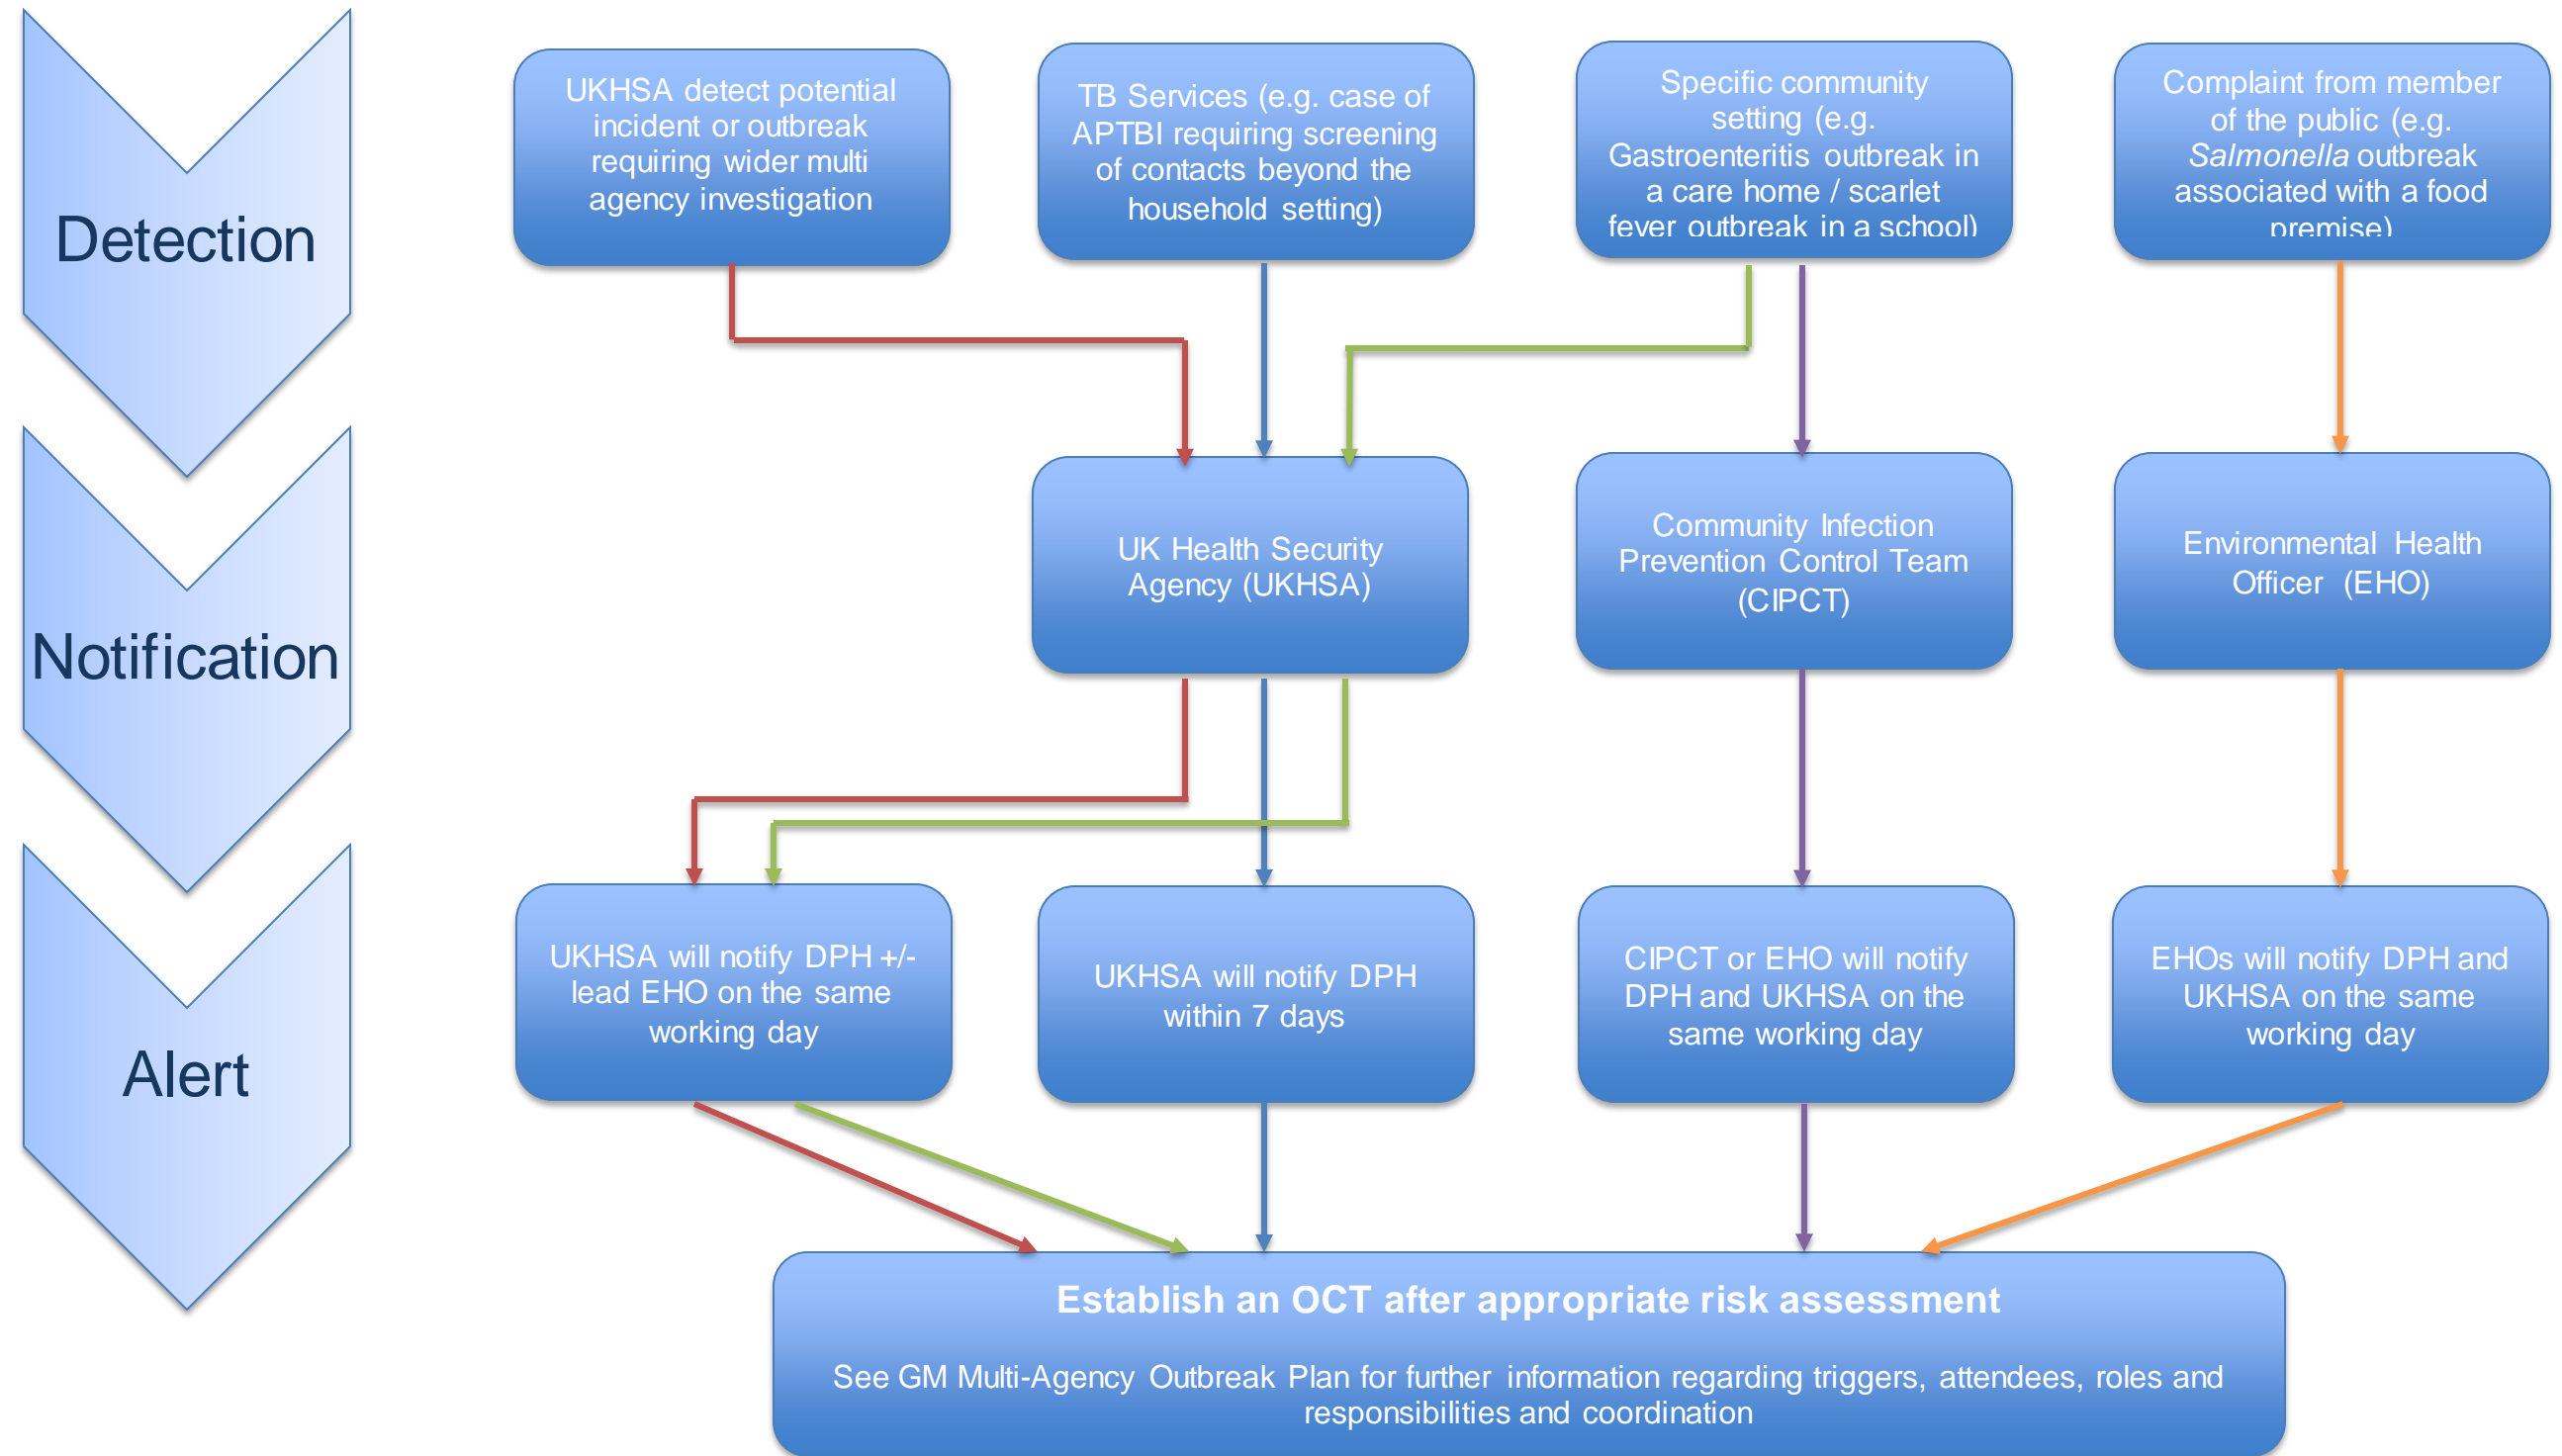 Detection
UKHSA detect potential
incident or outbreak
requiring wider multi
agency investigation
TB Services (e.g. case of
APTBI requiring screening
of contacts beyond the
household setting)
Specific community
setting (e.g.
Gastroenteritis outbreak in
a care home / scarlet
fever outbreak in a school)
Complaint from member
of the public (e.g.
Salmonella outbreak
associated with a food
premise)
Notification
UK Health Security
Agency (UKHSA)
Community Infection
Prevention Control Team
(CIPCT)
Environmental Health
Officer (EHO)
Alert
UKHSA will notify DPH +/-
lead EHO on the same
working day
UKHSA will notify DPH
within 7 days
CIPCT or EHO will notify
DPH and UKHSA on the
same working day
EHOs will notify DPH and
UKHSA on the same
working day
Establish an OCT after appropriate risk assessment
See GM Multi-Agency Outbreak Plan for further information regarding triggers, attendees, roles and
responsibilities and coordination